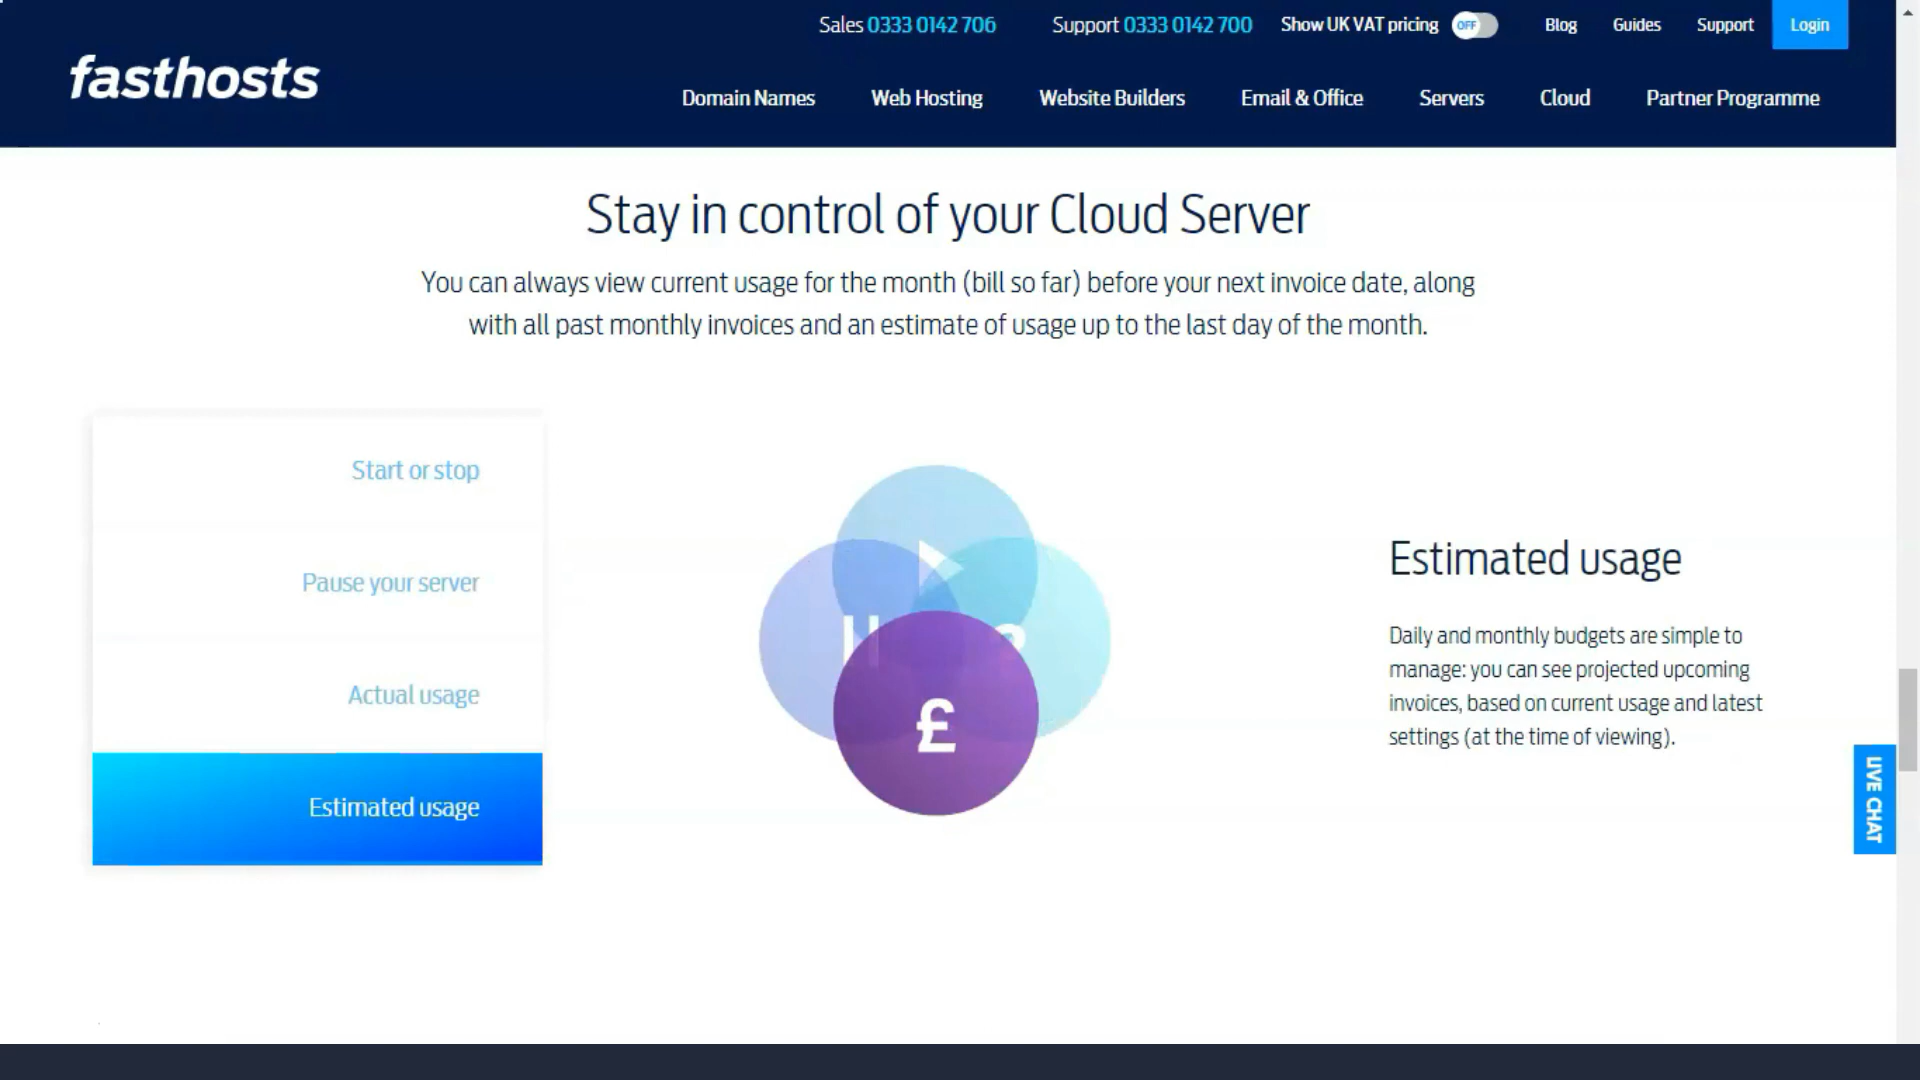 Sales 0333 0142 706 Support 0333 0142 700 Show UK VAT pricing OFF Blog Guides Support Login
fasthosts
Domain Names Web Hosting Website Builders Email & Office Servers Cloud Partner Programme
Stay in control of your Cloud Server
You can always view current usage for the month (bill so far) before your next invoice date, along
with all past monthly invoices and an estimate of usage up to the last day of the month.
Start or stop
Pause your server
Actual usage
Estimated usage
£
Estimated usage
Daily and monthly budgets are simple to
manage: you can see projected upcoming
invoices, based on current usage and latest
settings (at the time of viewing).
LIVE CHAT